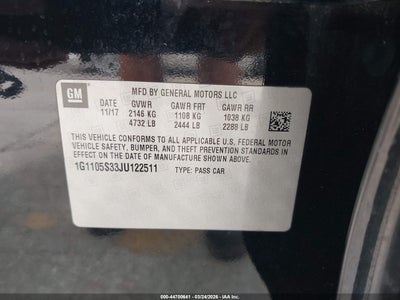 GM
MFD BY GENERAL MOTORS LLC
DATE GVWR GAWR FRT GAWR RR
11/17 2146 KG 1108 KG 1038 KG
4732 LB 2444 LB 2288 LB
THIS VEHICLE CONFORMS TO ALL APPLICABLE U.S. FEDERAL MOTOR
VEHICLE SAFETY, BUMPER, AND THEFT PREVENTION STANDARDS
IN EFFECT ON THE DATE OF MANUFACTURE SHOWN ABOVE.
1G1105S33JU122511 TYPE: PASS CAR
000-44700641 - 03/24/2026 - IAA Inc.